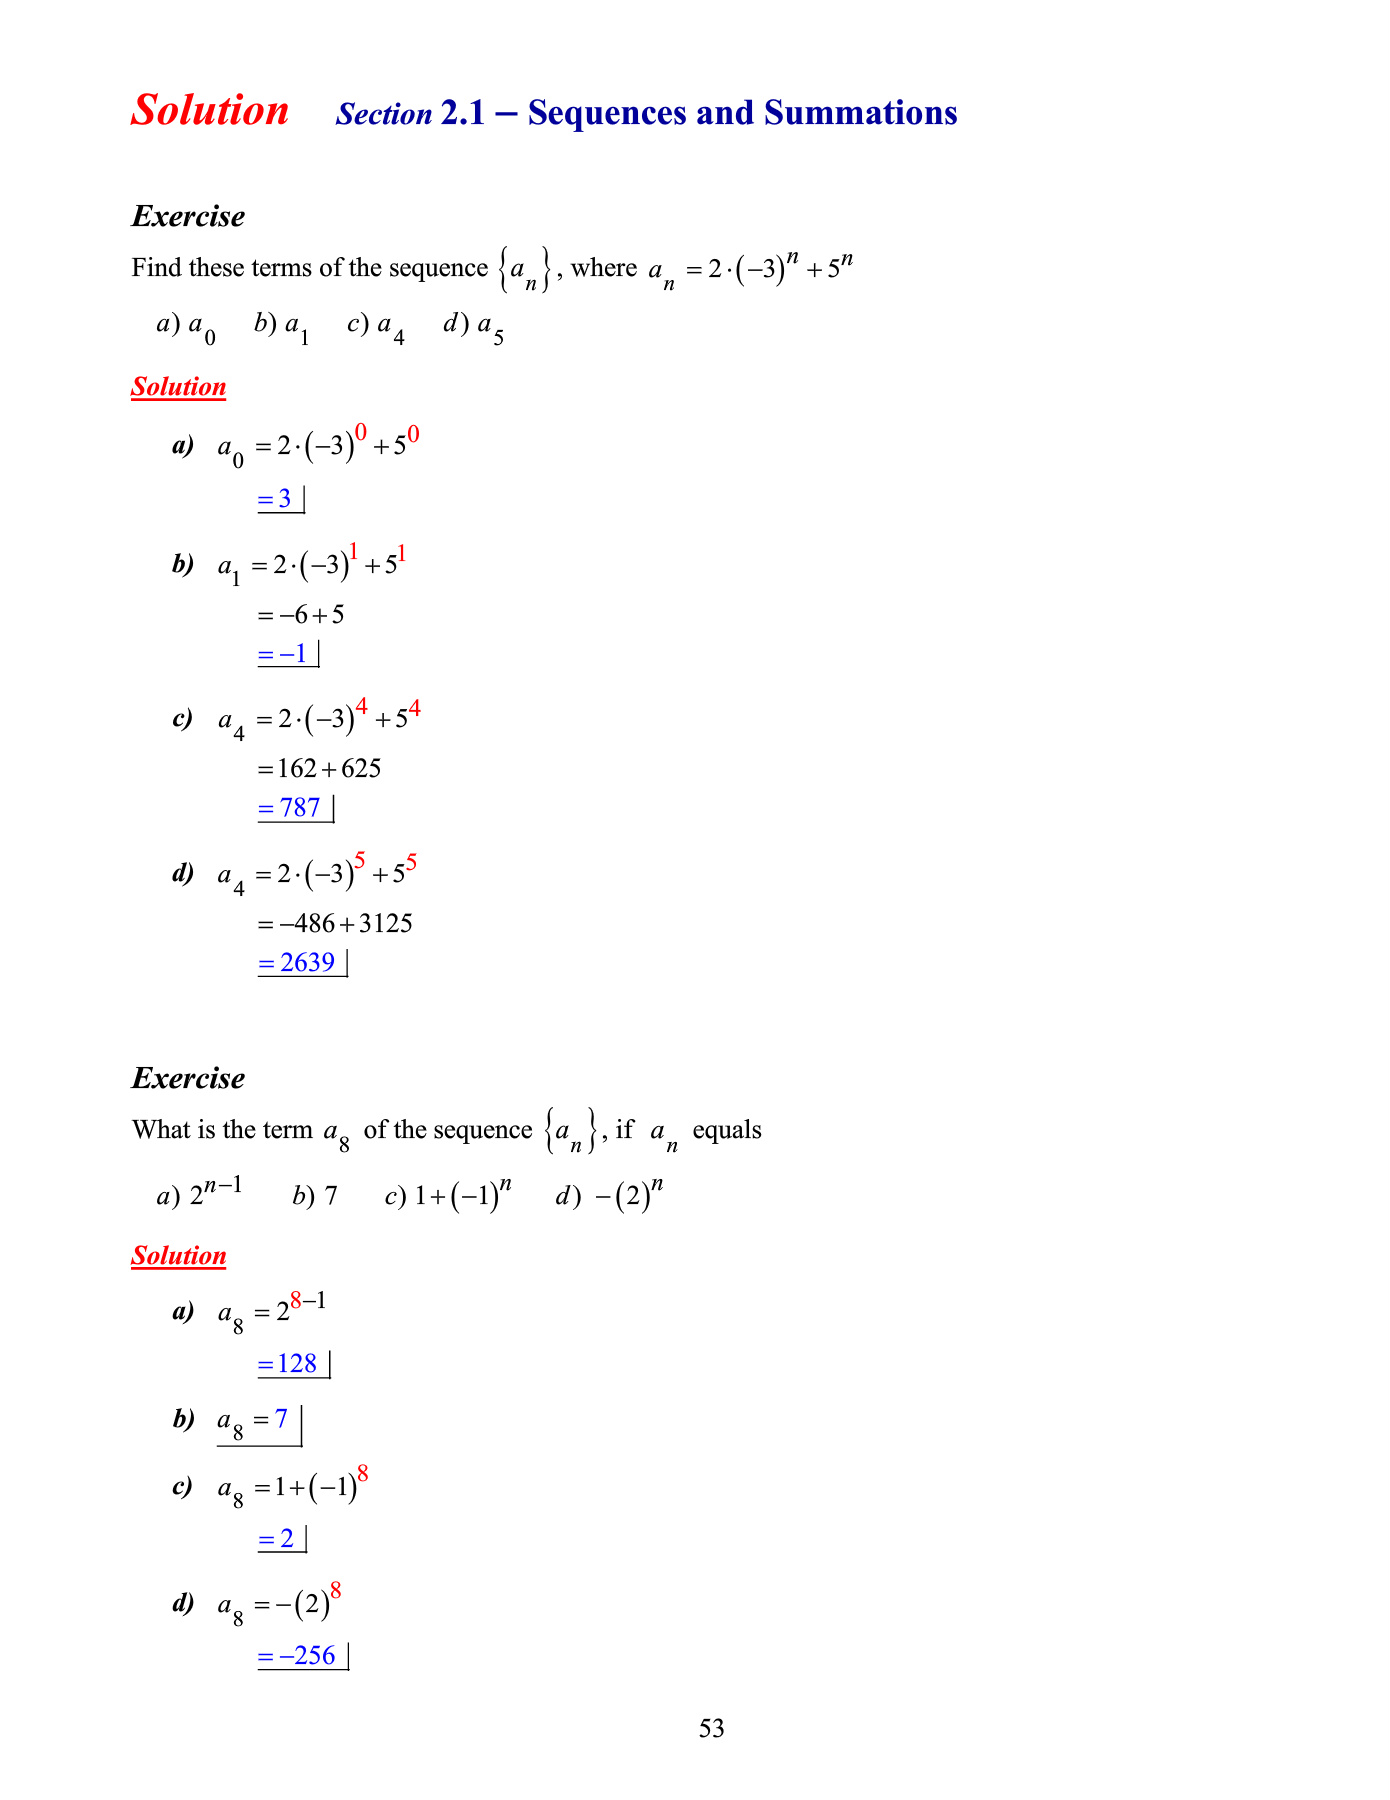 Solution Section 2.1 – Sequences and Summations
Exercise
Find these terms of the sequence {a_n}, where a_n = 2·(−3)^n + 5^n
a) a_0 b) a_1 c) a_4 d) a_5
Solution
a) a_0 = 2·(−3)^0 + 5^0
= 3
b) a_1 = 2·(−3)^1 + 5^1
= −6 + 5
= −1
c) a_4 = 2·(−3)^4 + 5^4
= 162 + 625
= 787
d) a_4 = 2·(−3)^5 + 5^5
= −486 + 3125
= 2639
Exercise
What is the term a_8 of the sequence {a_n}, if a_n equals
a) 2^{n−1} b) 7 c) 1 + (−1)^n d) −(2)^n
Solution
a) a_8 = 2^{8−1}
= 128
b) a_8 = 7
c) a_8 = 1 + (−1)^8
= 2
d) a_8 = −(2)^8
= −256
53